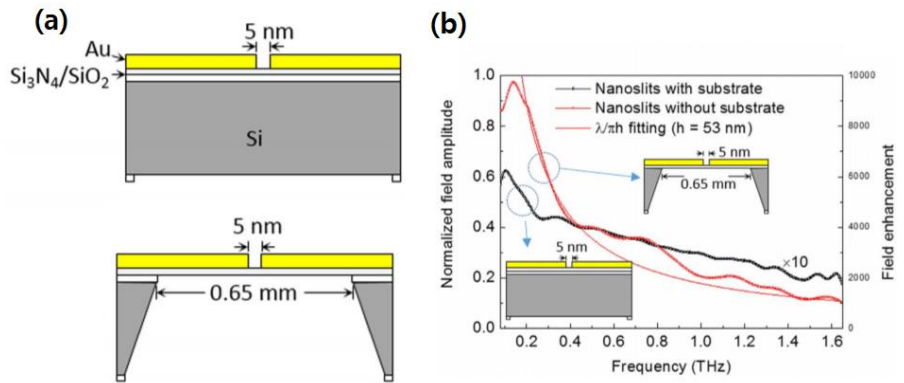 (a)
5 nm
Au
Si₃N₄/SiO₂
Si
5 nm
0.65 mm
(b)
Nanoslits with substrate
Nanoslits without substrate
λ/πh fitting (h = 53 nm)
5 nm
0.65 mm
5 nm
×10
Normalized field amplitude
1.0
0.8
0.6
0.4
0.2
0.0
Field enhancement
10000
8000
6000
4000
2000
0
0.2 0.4 0.6 0.8 1.0 1.2 1.4 1.6
Frequency (THz)